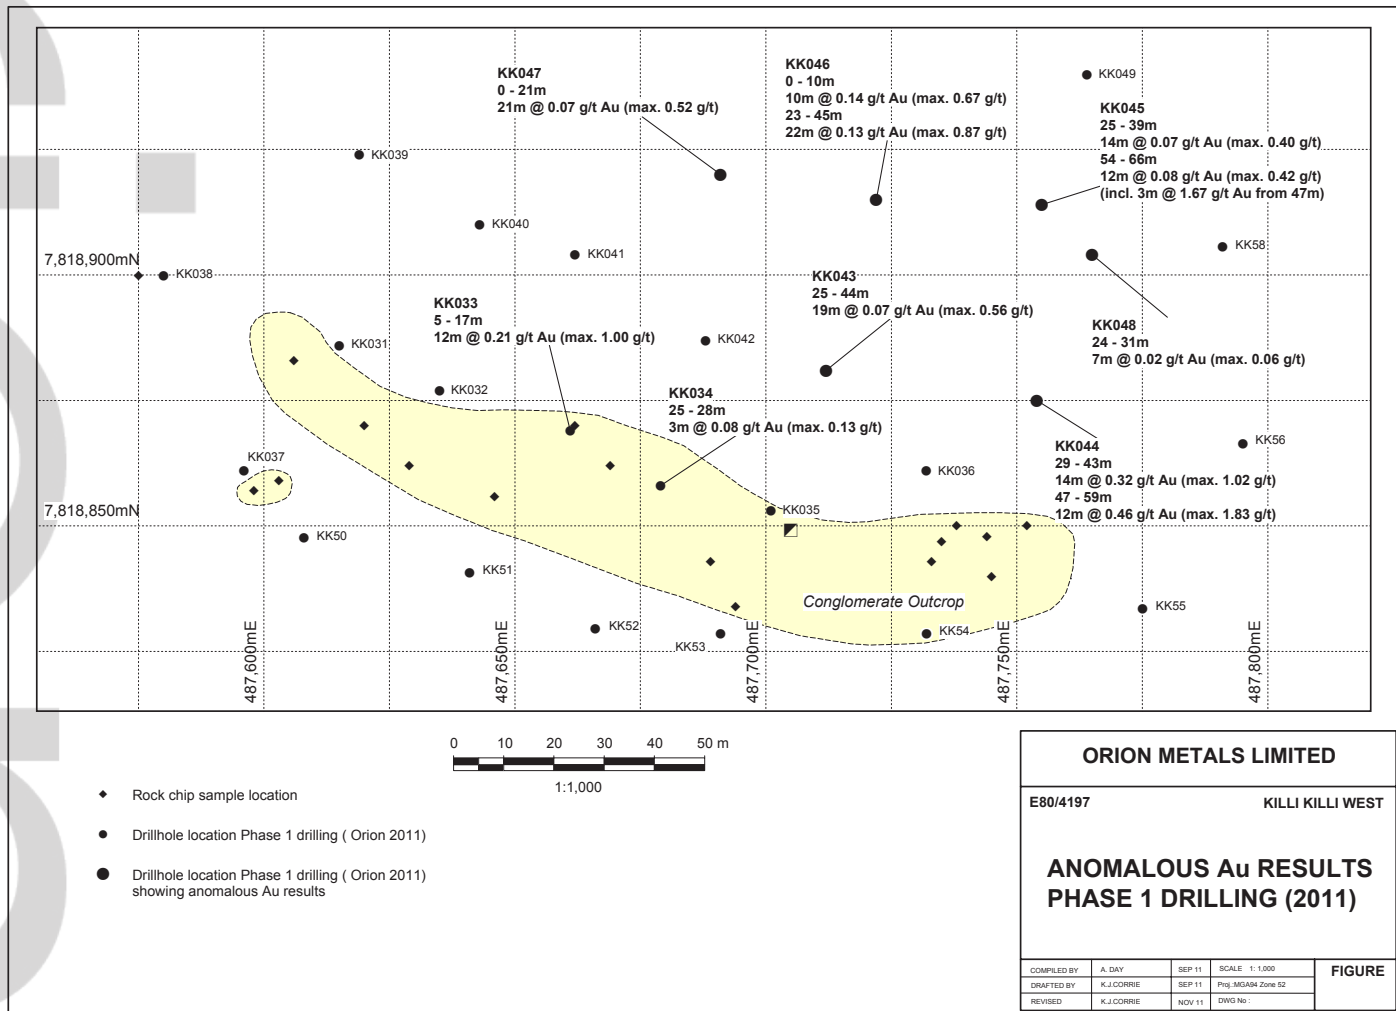 KK047
0 - 21m
21m @ 0.07 g/t Au (max. 0.52 g/t)
KK046
0 - 10m
10m @ 0.14 g/t Au (max. 0.67 g/t)
23 - 45m
22m @ 0.13 g/t Au (max. 0.87 g/t)
KK049
KK045
25 - 39m
14m @ 0.07 g/t Au (max. 0.40 g/t)
54 - 66m
12m @ 0.08 g/t Au (max. 0.42 g/t)
(incl. 3m @ 1.67 g/t Au from 47m)
KK039
KK040
KK041
KK58
7,818,900mN
KK038
KK043
25 - 44m
19m @ 0.07 g/t Au (max. 0.56 g/t)
KK033
5 - 17m
12m @ 0.21 g/t Au (max. 1.00 g/t)
KK048
24 - 31m
7m @ 0.02 g/t Au (max. 0.06 g/t)
KK031
KK042
KK032
KK034
25 - 28m
3m @ 0.08 g/t Au (max. 0.13 g/t)
KK56
KK044
29 - 43m
14m @ 0.32 g/t Au (max. 1.02 g/t)
47 - 59m
12m @ 0.46 g/t Au (max. 1.83 g/t)
KK037
KK036
7,818,850mN
KK035
KK50
KK51
Conglomerate Outcrop
KK52
KK53
KK54
KK55
487,600mE
487,650mE
487,700mE
487,750mE
487,800mE
0 10 20 30 40 50 m
1:1,000
Rock chip sample location
Drillhole location Phase 1 drilling ( Orion 2011)
Drillhole location Phase 1 drilling ( Orion 2011)
showing anomalous Au results
ORION METALS LIMITED
E80/4197 KILLI KILLI WEST
ANOMALOUS Au RESULTS
PHASE 1 DRILLING (2011)
COMPILED BY A. DAY SEP 11 SCALE 1: 1,000 FIGURE
DRAFTED BY K.J.CORRIE SEP 11 Proj.:MGA94 Zone 52
REVISED K.J.CORRIE NOV 11 DWG No :